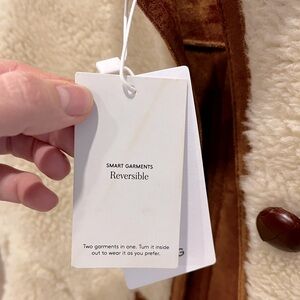 SMART GARMENTS
Reversible
Two garments in one. Turn it inside
out to wear it as you prefer.
G